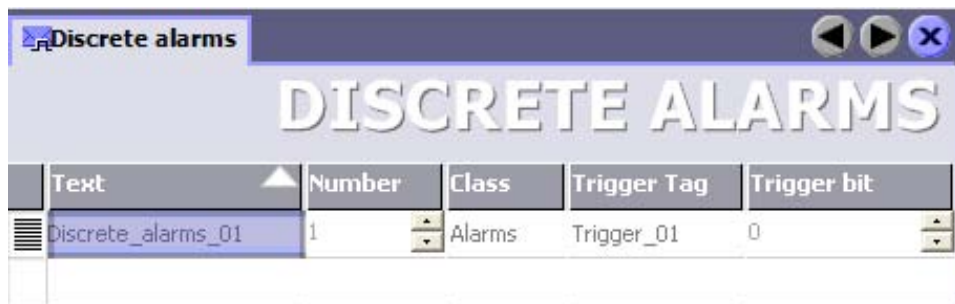 Discrete alarms
DISCRETE ALARMS
Text Number Class Trigger Tag Trigger bit
Discrete_alarms_01 1 Alarms Trigger_01 0